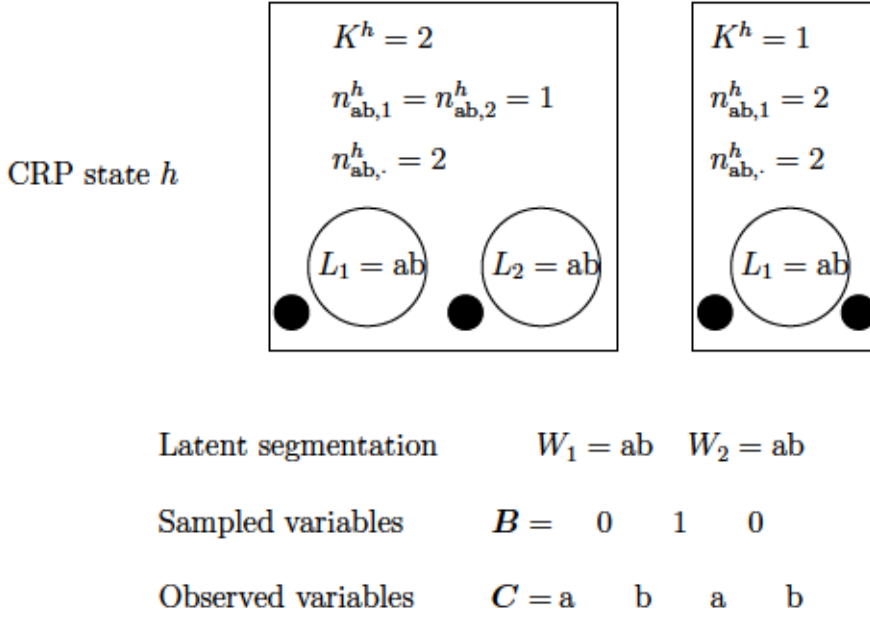 K^h = 2
n^h_{ab,1} = n^h_{ab,2} = 1
n^h_{ab,·} = 2
L_1 = ab
L_2 = ab
K^h = 1
n^h_{ab,1} = 2
n^h_{ab,·} = 2
L_1 = ab
CRP state h
Latent segmentation W_1 = ab W_2 = ab
Sampled variables B = 0 1 0
Observed variables C = a b a b